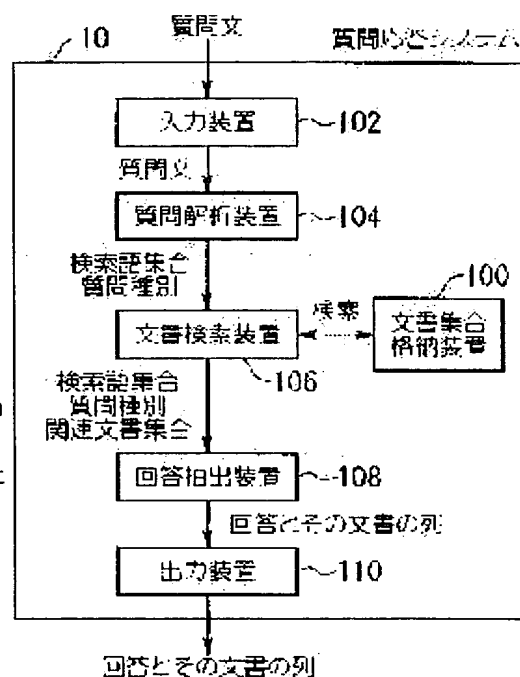 質問文
10
質問応答システム
入力装置
102
質問文
質問解析装置
104
検索語集合
質問種別
100
検索
文書検索装置
文書集合
格納装置
106
検索語集合
質問種別
関連文書集合
回答抽出装置
108
回答とその文書の列
出力装置
110
回答とその文書の列